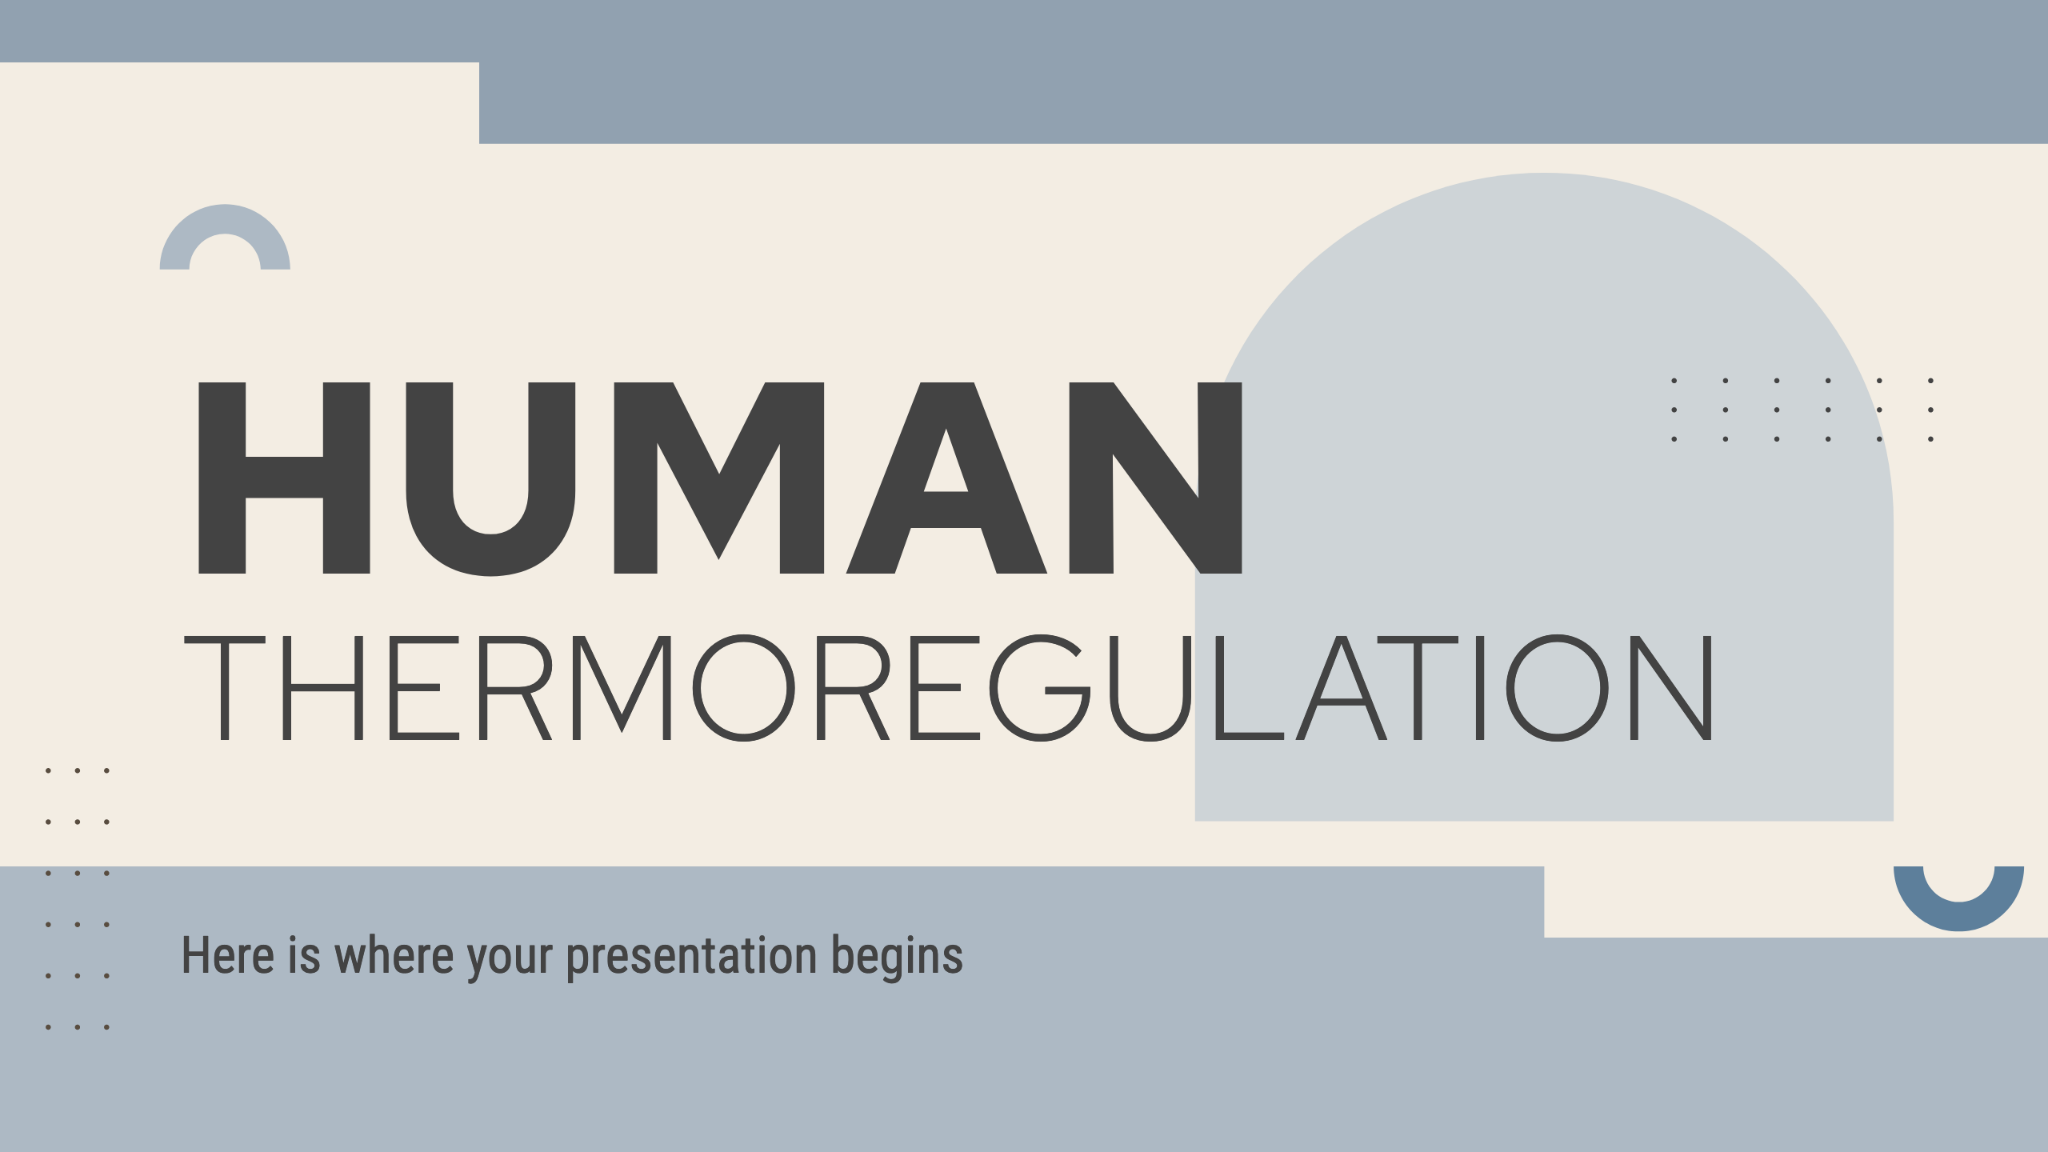 HUMAN
THERMOREGULATION
Here is where your presentation begins